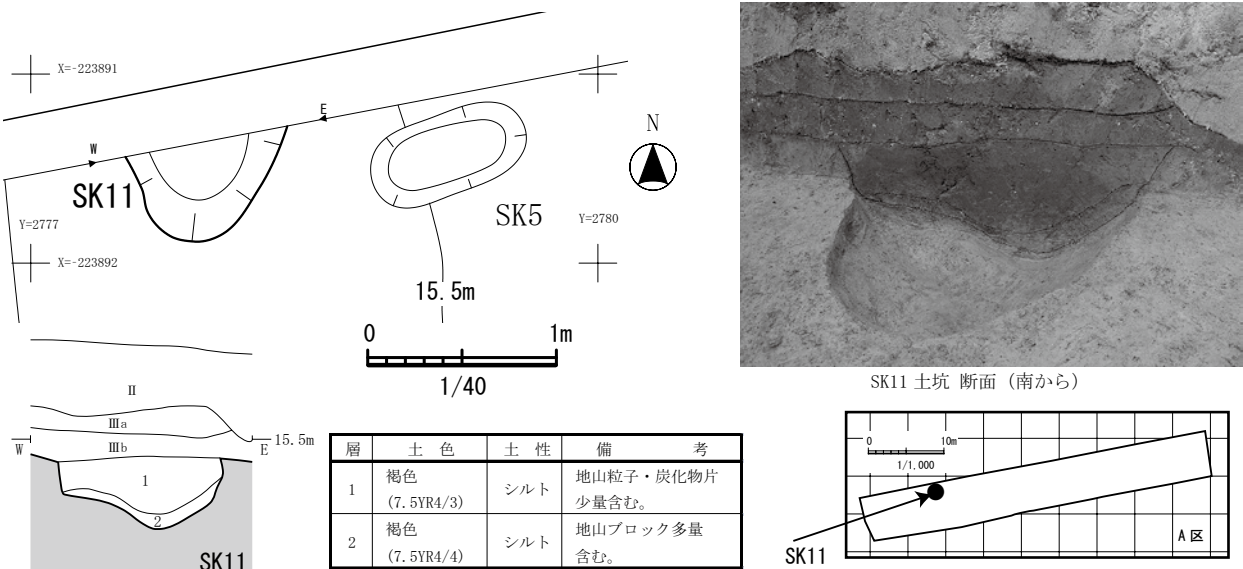 X=-223891
E
W
N
SK11
SK5
Y=2777
Y=2780
X=-223892
15.5m
0 1m
1/40
SK11 土坑 断面（南から）
Ⅱ
Ⅲa
Ⅲb
W E 15.5m
1
2
SK11
層 土 色 土 性 備 考
1 褐色 (7.5YR4/3) シルト 地山粒子・炭化物片
少量含む。
2 褐色 (7.5YR4/4) シルト 地山ブロック多量
含む。
0 10m
1/1,000
A区
SK11